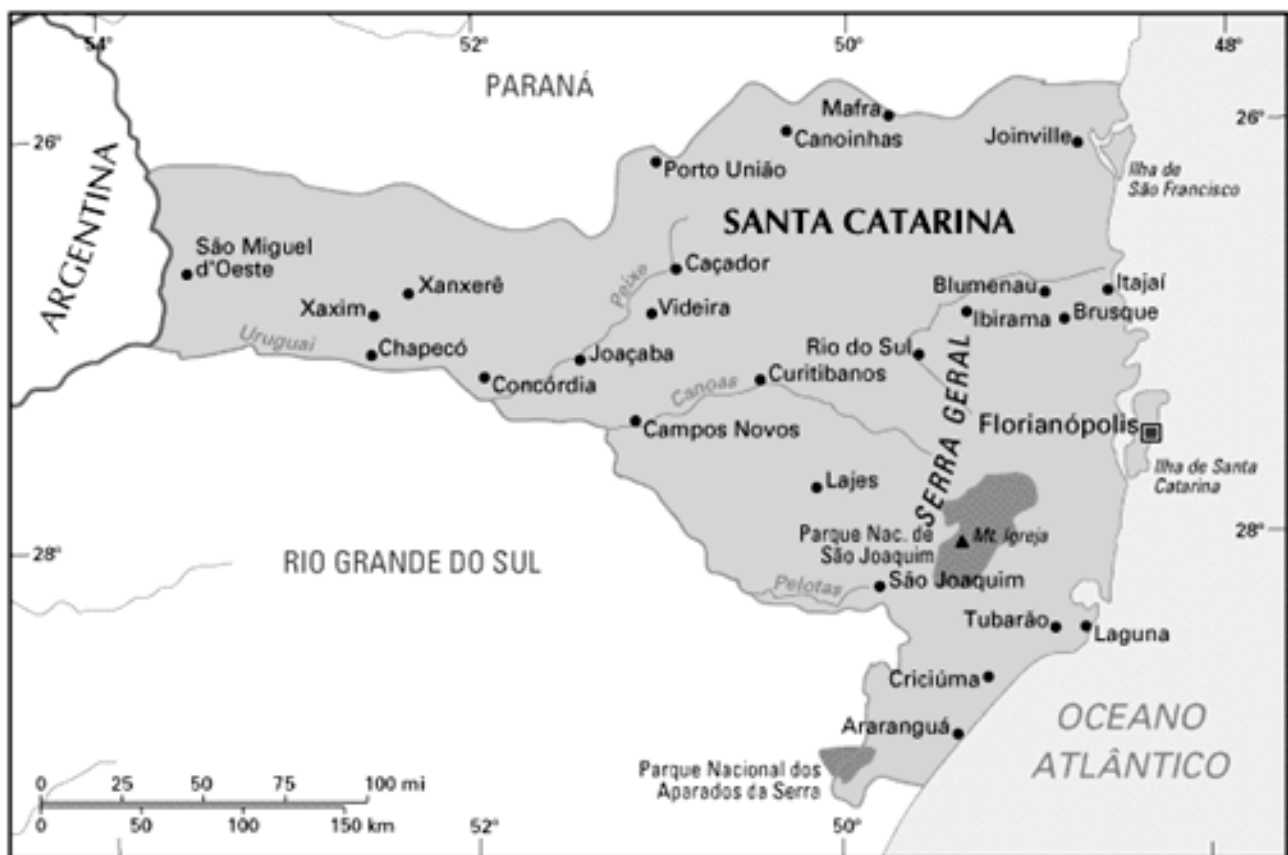 54°
52°
50°
48°
PARANÁ
26°
26°
Mafra
Canoinhas
Joinville
Porto União
Ilha de
São Francisco
ARGENTINA
SANTA CATARINA
São Miguel
d'Oeste
Caçador
Peixe
Xanxerê
Blumenau
Itajaí
Xaxim
Videira
Ibirama
Brusque
Uruguai
Chapecó
Joaçaba
Rio do Sul
Concórdia
Curitibanos
Canoas
SERRA GERAL
Campos Novos
Florianópolis
Ilha de Santa
Catarina
Lajes
28°
28°
Parque Nac. de
São Joaquim
Mt. Igreja
RIO GRANDE DO SUL
Pelotas
São Joaquim
Tubarão
Laguna
Criciúma
Araranguá
OCEANO
ATLÂNTICO
Parque Nacional dos
Aparados da Serra
0 25 50 75 100 mi
0 50 100 150 km
52°
50°